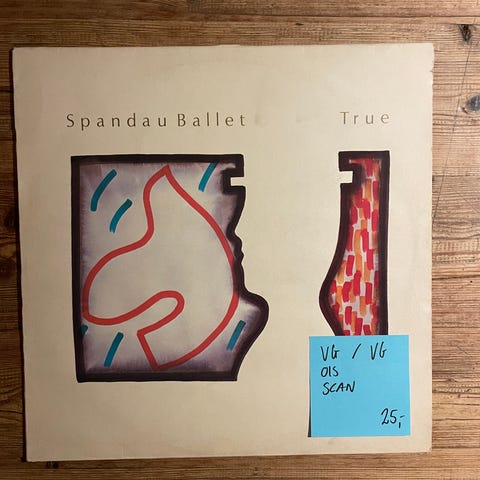 Spandau Ballet True
VG / VG
OIS
SCAN
25,-